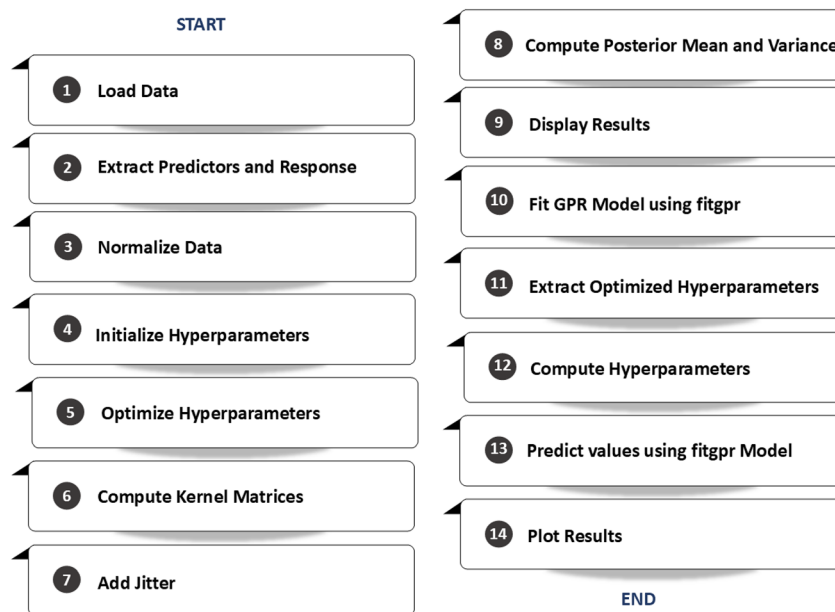 START
1 Load Data
2 Extract Predictors and Response
3 Normalize Data
4 Initialize Hyperparameters
5 Optimize Hyperparameters
6 Compute Kernel Matrices
7 Add Jitter
8 Compute Posterior Mean and Variance
9 Display Results
10 Fit GPR Model using fitgpr
11 Extract Optimized Hyperparameters
12 Compute Hyperparameters
13 Predict values using fitgpr Model
14 Plot Results
END